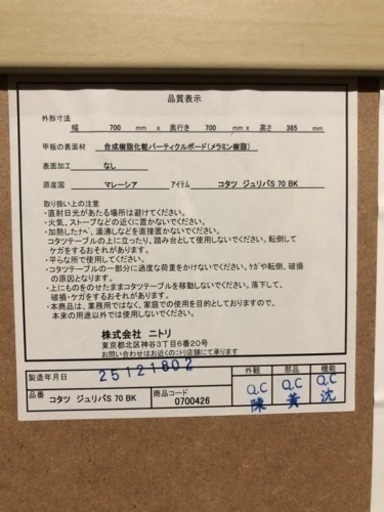 品質表示
外形寸法
幅 700 mm x 奥行き 700 mm x 高さ 385 mm
甲板の表面材 合成樹脂化粧パーティクルボード(メラミン樹脂)
表面加工 なし
原産国 マレーシア アイテム コタツ ジュリパS 70 BK
取り扱い上の注意
・直射日光があたる場所は避けてください。
・火気、ストーブなどの近くに置かないでください。
・加熱したナベ、湯沸しなどを直接置かないでください。
・コタツテーブルの上に立ったり、踏み台として使用しないでください。転倒して
ケガをするおそれがあります。
・平らな所で使用してください。
・コタツテーブルの一部分に過度な荷重をかけないでください。ケガや転倒、破損
の原因となります。
・上にものをのせたままコタツテーブルを移動しないでください。落下して、
破損・ケガをするおそれがあります。
・本商品は、業務用ではなく、家庭での使用を目的としておりますので、
本来の用途以外では使用しないでください。
株式会社 ニトリ
東京都北区神谷3丁目6番20号
お問い合わせはお近くのニトリ店舗にて承ります。
製造年月日 25121802 外観 部品 機能
品番 コタツ ジュリパS 70 BK 商品コード 0700426
Q.C Q.C Q.C
陳 黄 沈